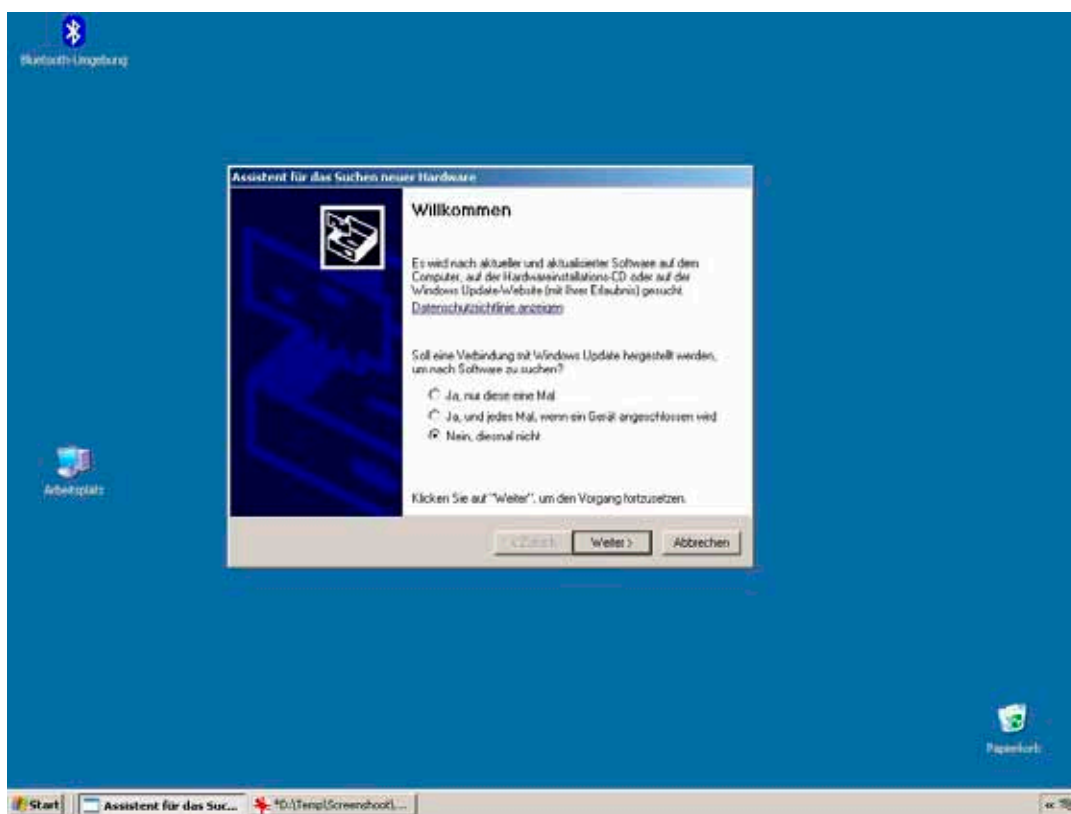 Bluetooth-Umgebung
Assistent für das Suchen neuer Hardware
Willkommen
Es wird nach aktueller und aktualisierter Software auf dem
Computer, auf der Hardwareinstallations-CD oder auf der
Windows Update-Website (mit Ihrer Erlaubnis) gesucht.
Datenschutzrichtlinie anzeigen
Soll eine Verbindung mit Windows Update hergestellt werden,
um nach Software zu suchen?
Ja, nur diese eine Mal
Ja, und jedes Mal, wenn ein Gerät angeschlossen wird
Nein, diesmal nicht
Klicken Sie auf "Weiter", um den Vorgang fortzusetzen.
< Zurück Weiter > Abbrechen
Arbeitsplatz
Papierkorb
Start Assistent für das Suc... *D:\Temp\Screenshoot\... «